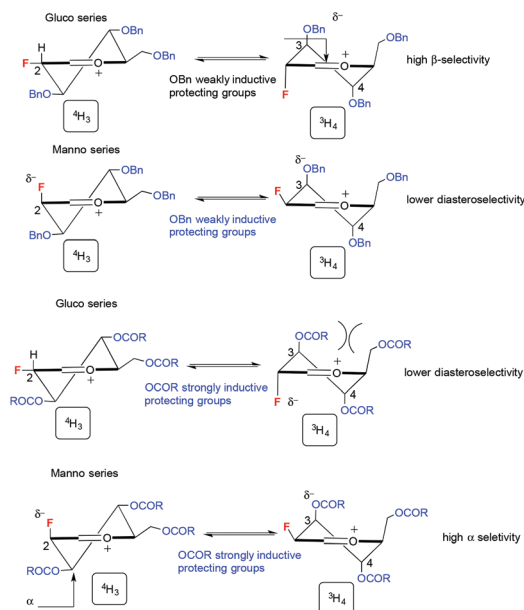 Gluco series
H
F
2
OBn
OBn
O
+
BnO
⁴H₃
OBn weakly inductive
protecting groups
OBn
δ⁻
3
OBn
+
O
4
F
OBn
³H₄
high β-selectivity
Manno series
δ⁻
F
2
OBn
OBn
O
+
BnO
⁴H₃
OBn weakly inductive
protecting groups
δ⁻
OBn
3
F
OBn
+
O
4
OBn
³H₄
lower diasteroselectivity
Gluco series
H
F
2
OCOR
OCOR
O
+
ROCO
⁴H₃
OCOR strongly inductive
protecting groups
OCOR
3
OCOR
+
O
4
F
δ⁻
OCOR
³H₄
lower diasteroselectivity
Manno series
δ⁻
F
2
OCOR
OCOR
O
+
ROCO
α
⁴H₃
OCOR strongly inductive
protecting groups
δ⁻
OCOR
3
F
OCOR
+
O
4
OCOR
³H₄
high α seletivity